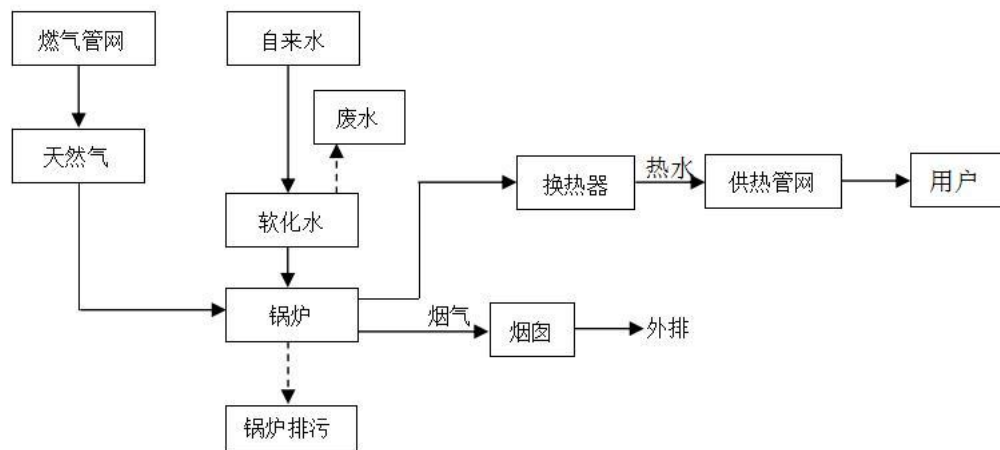 燃气管网
自来水
废水
天然气
换热器
热水
供热管网
用户
软化水
锅炉
烟气
烟囱
外排
锅炉排污